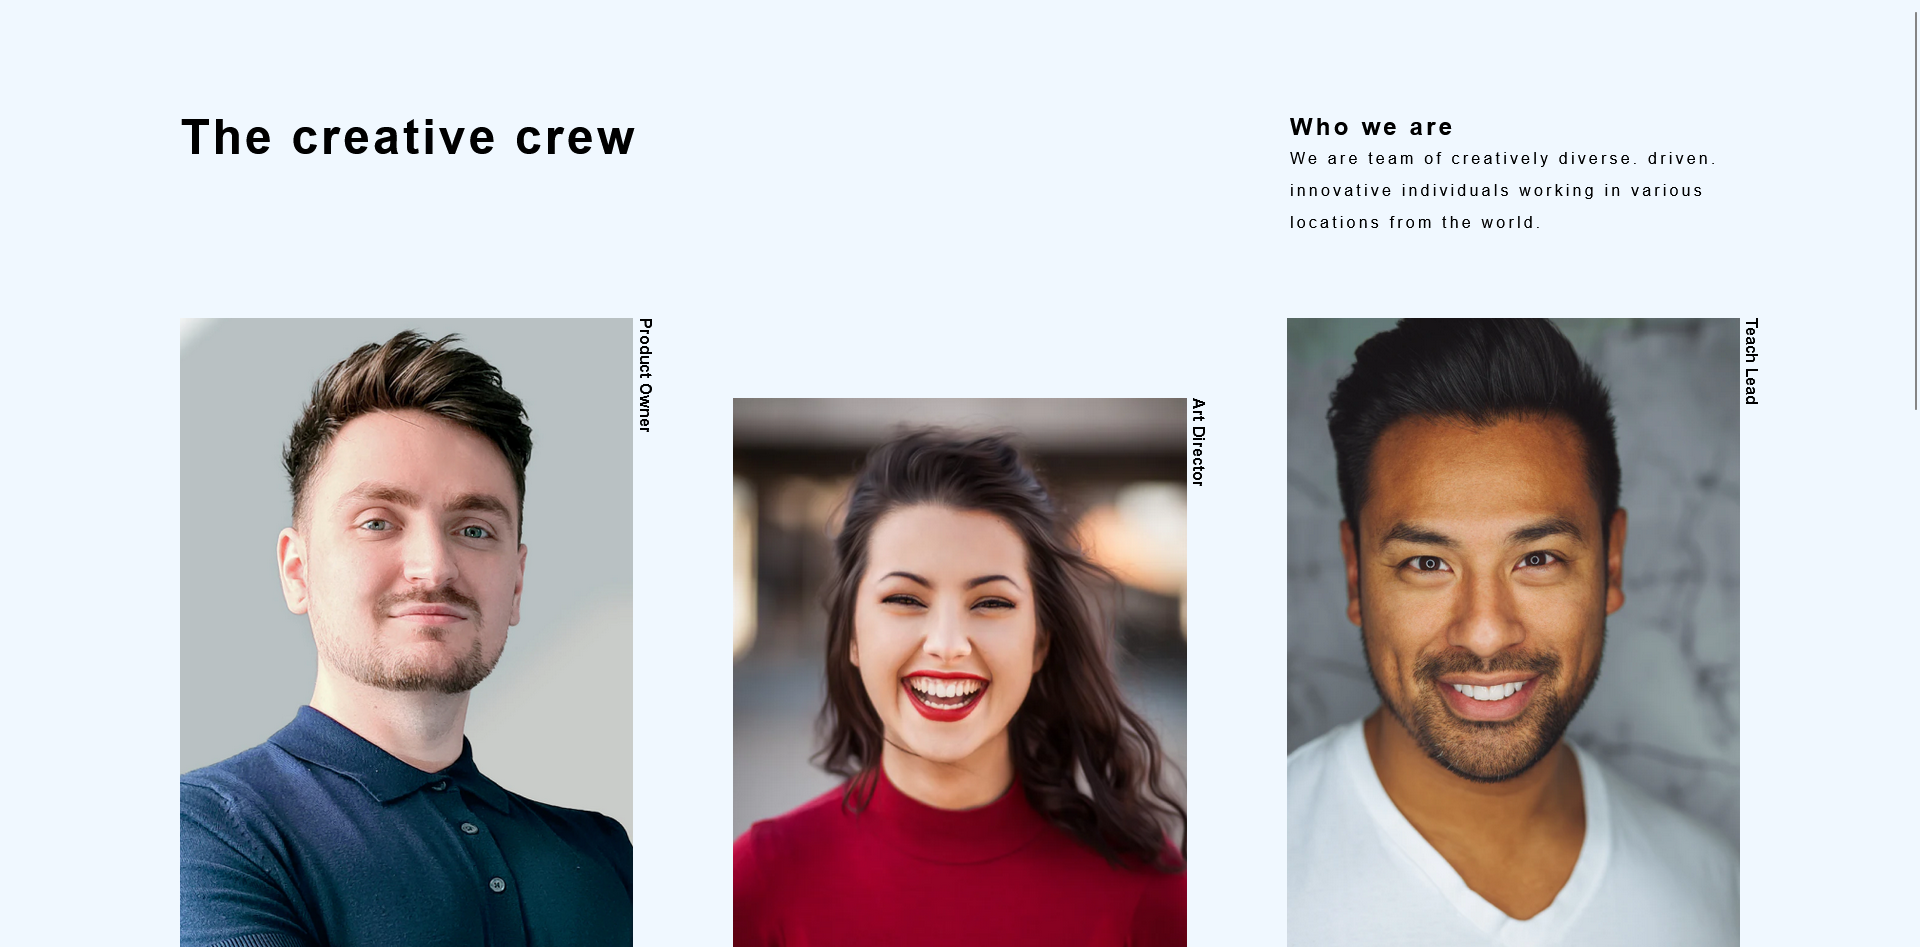 The creative crew
Who we are
We are team of creatively diverse. driven.
innovative individuals working in various
locations from the world.
Product Owner
Art Director
Teach Lead